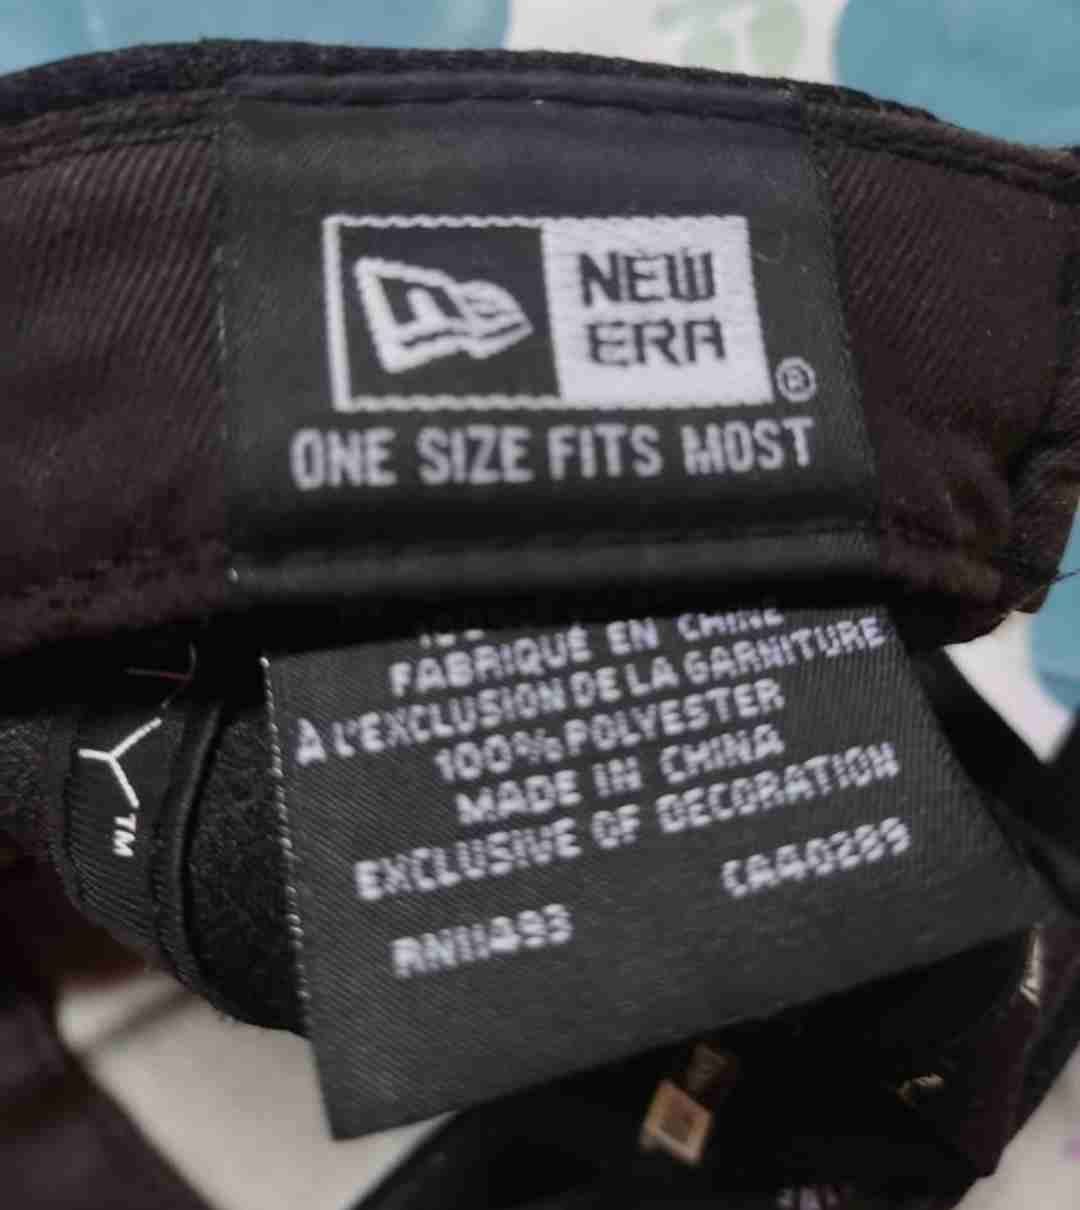 NEW
ERA
®
ONE SIZE FITS MOST
FABRIQUÉ EN CHINE
À L'EXCLUSION DE LA GARNITURE
100% POLYESTER
MADE IN CHINA
EXCLUSIVE OF DECORATION
CA40289
RN11493
TM